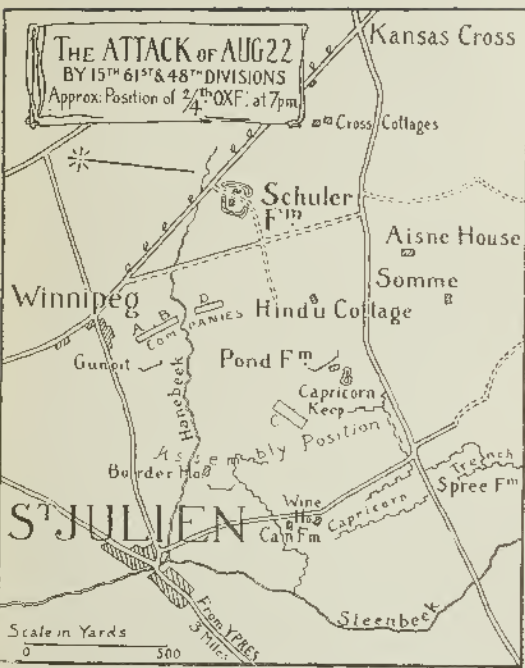 THE ATTACK OF AUG 22
BY 15TH 61ST & 48TH DIVISIONS
Approx: Position of 2/4th OXF: at 7pm
Kansas Cross
Cross Cottages
Schuler
Fm
Aisne House
Somme
Winnipeg
A B D
COMPANIES
Hindu Cottage
Gunpit
Pond Fm
Hanebeek
Capricorn
Keep
C
Assembly Position
Border Ho
Trench
Spree Fm
Wine
Ho
Capricorn
ST JULIEN
Cain Fm
Steenbeek
From YPRES
3 Miles
Scale in Yards
0 500